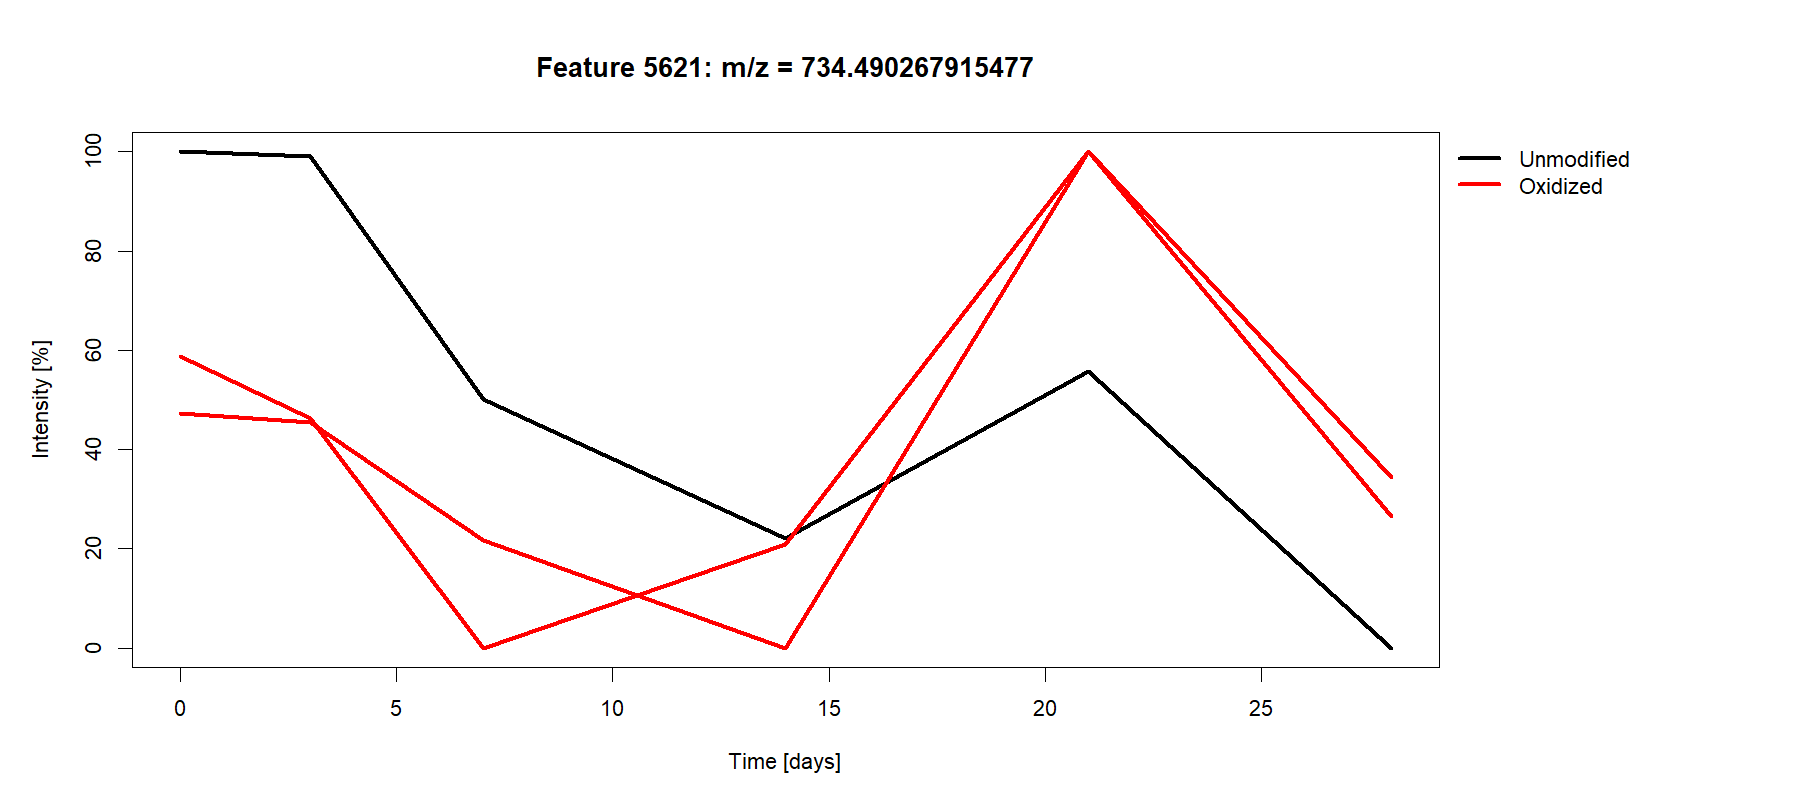 Feature 5621: m/z = 734.490267915477
Unmodified
Oxidized
Intensity [%]
100
80
60
40
20
0
0 5 10 15 20 25
Time [days]